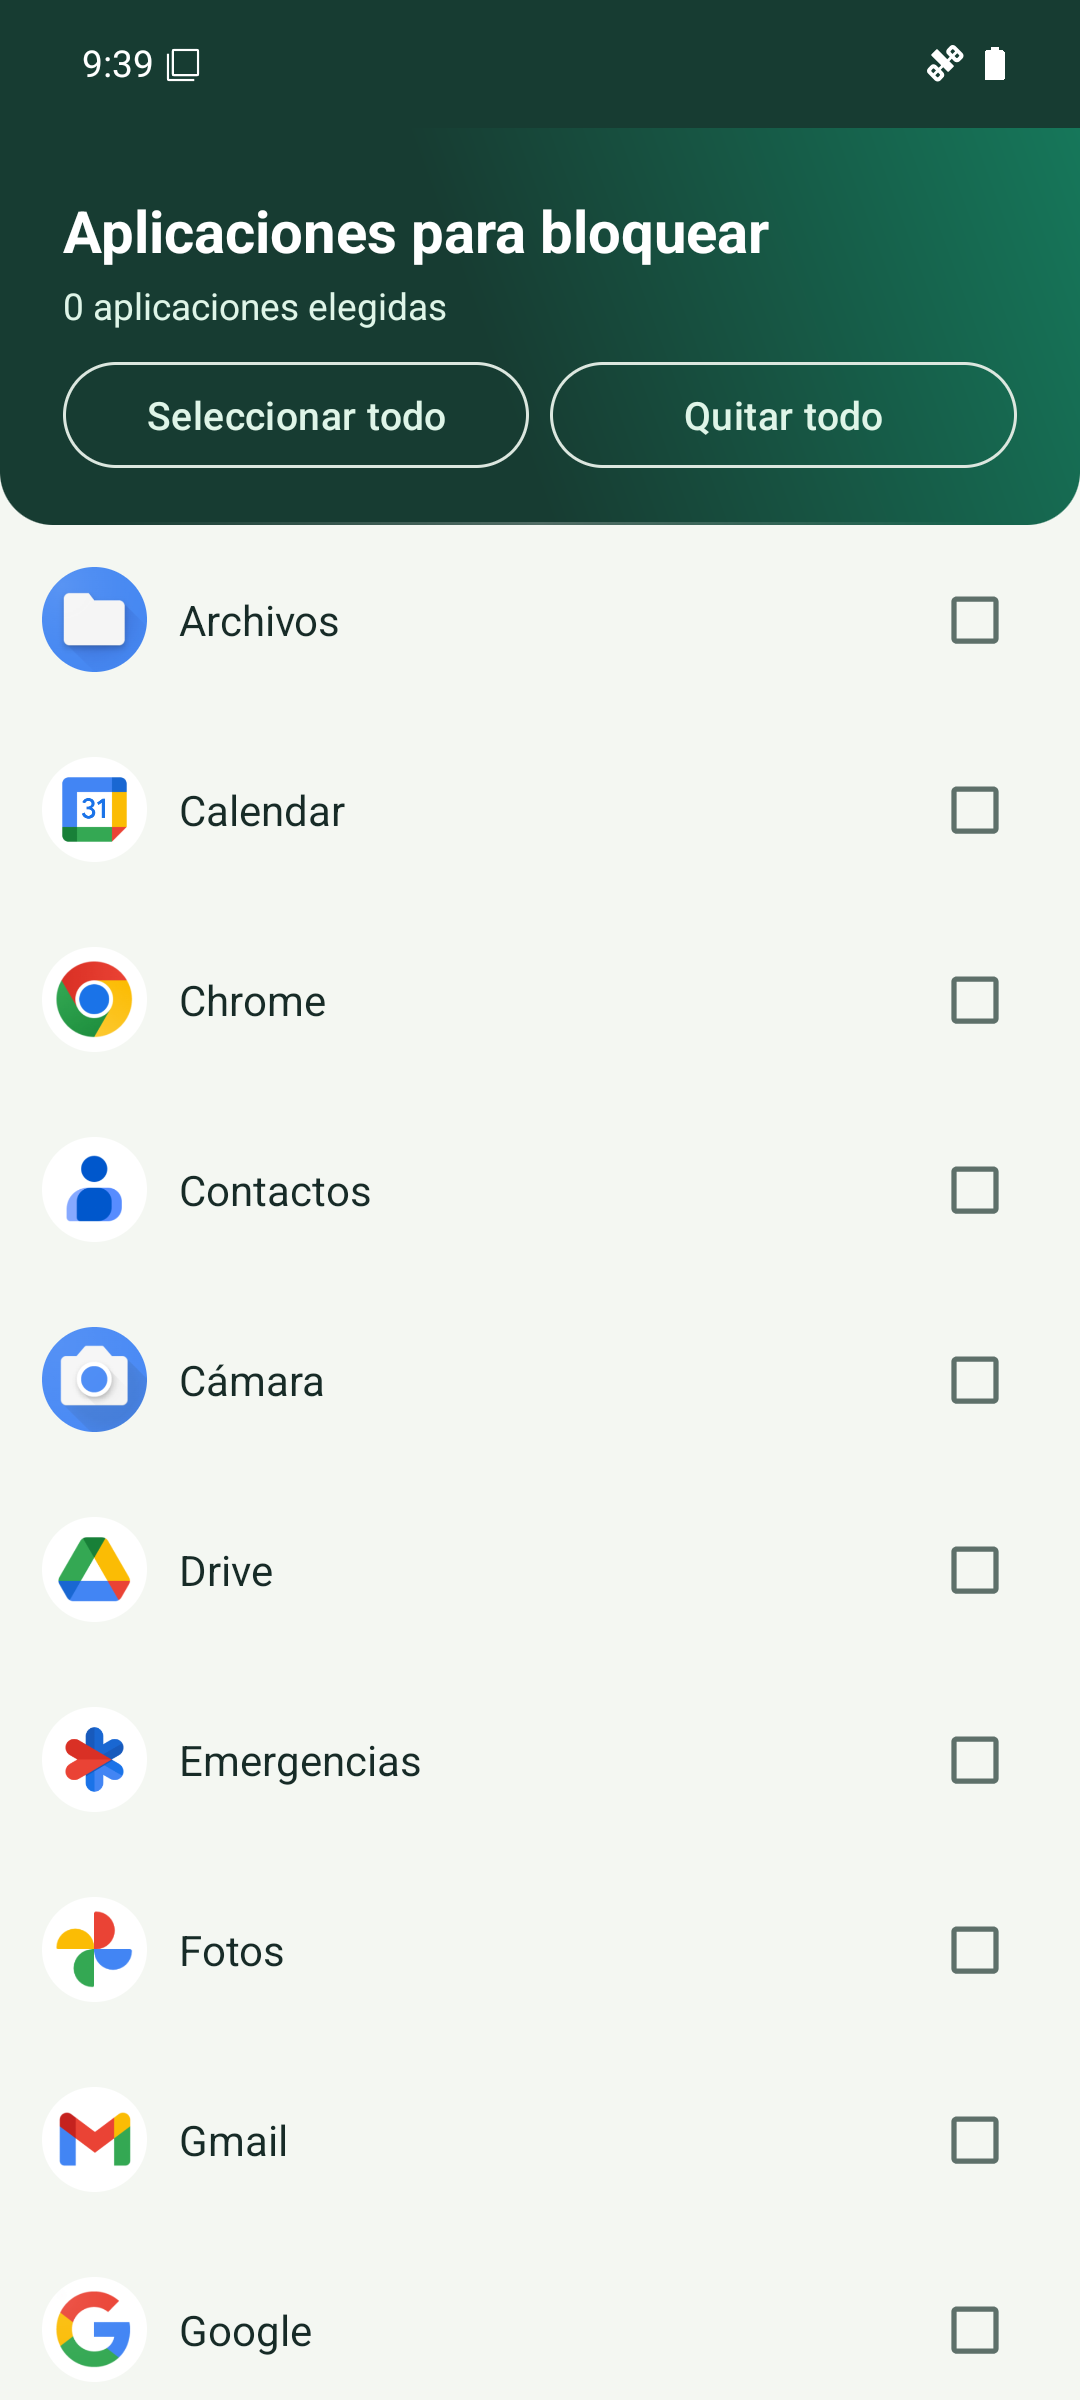 9:39
Aplicaciones para bloquear
0 aplicaciones elegidas
Seleccionar todo
Quitar todo
Archivos
31
Calendar
Chrome
Contactos
Cámara
Drive
Emergencias
Fotos
Gmail
Google